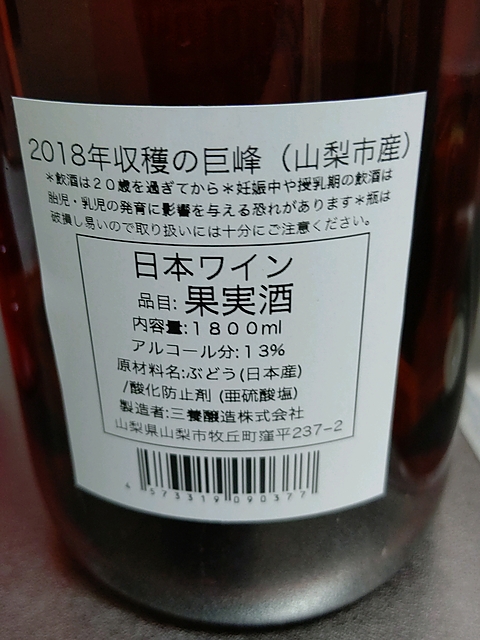 2018年収穫の巨峰（山梨市産）
＊飲酒は２０歳を過ぎてから＊妊娠中や授乳期の飲酒は
胎児・乳児の発育に影響を与える恐れがあります＊瓶は
破損し易いので取り扱いには十分にご注意ください。
日本ワイン
品目: 果実酒
内容量:１８００ml
アルコール分:１３%
原材料名:ぶどう(日本産)
/酸化防止剤 (亜硫酸塩)
製造者:三養醸造株式会社
山梨県山梨市牧丘町窪平237-2
4 573319 090377